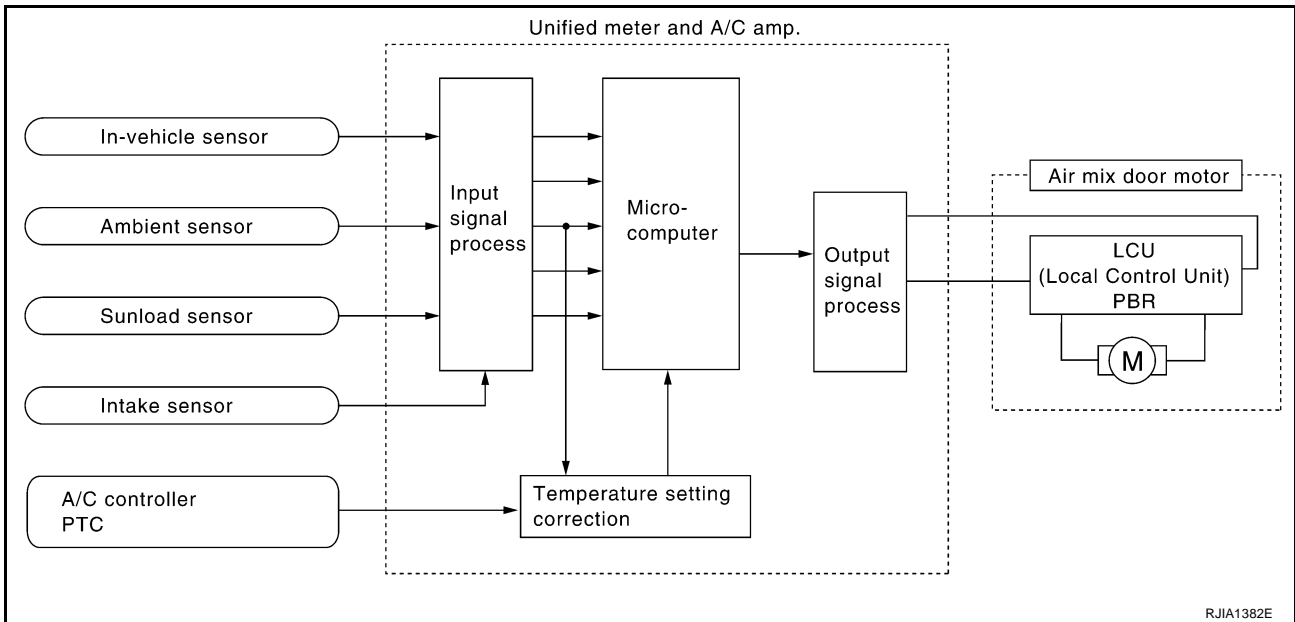 Unified meter and A/C amp.
In-vehicle sensor
Ambient sensor
Sunload sensor
Intake sensor
A/C controller
PTC
Input
signal
process
Micro-
computer
Temperature setting
correction
Output
signal
process
Air mix door motor
LCU
(Local Control Unit)
PBR
M
RJIA1382E